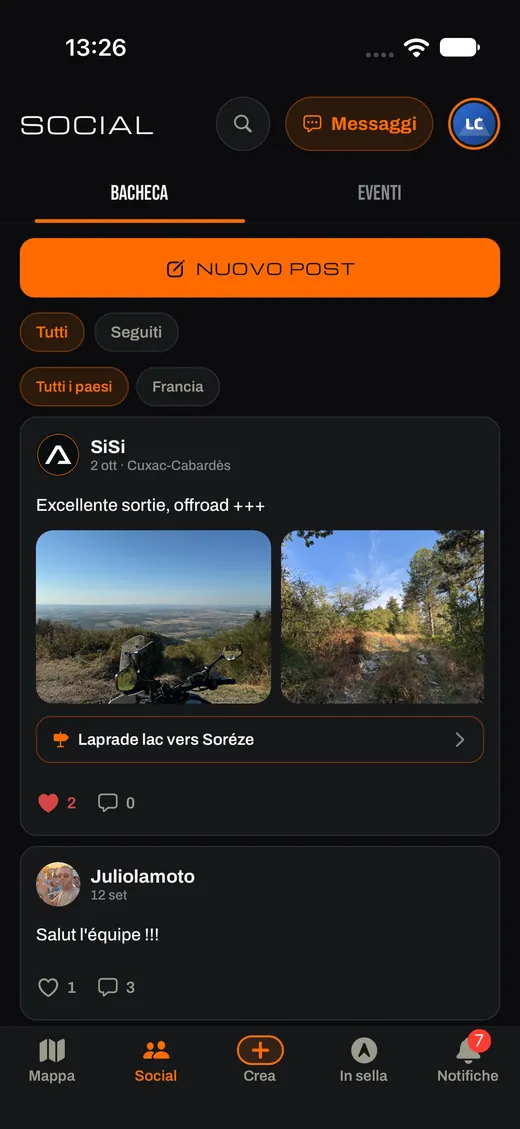 13:26
SOCIAL
Messaggi
LC
BACHECA
EVENTI
NUOVO POST
Tutti
Seguiti
Tutti i paesi
Francia
SiSi
2 ott · Cuxac-Cabardès
Excellente sortie, offroad +++
Laprade lac vers Soréze
2
0
Juliolamoto
12 set
Salut l'équipe !!!
1
3
7
Mappa
Social
Crea
In sella
Notifiche